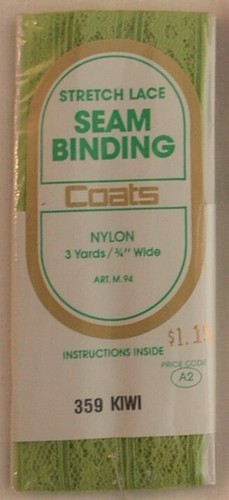 STRETCH LACE
SEAM
BINDING
Coats
NYLON
3 Yards/¾" Wide
ART. M.94
INSTRUCTIONS INSIDE
PRICE CODE
A2
359 KIWI